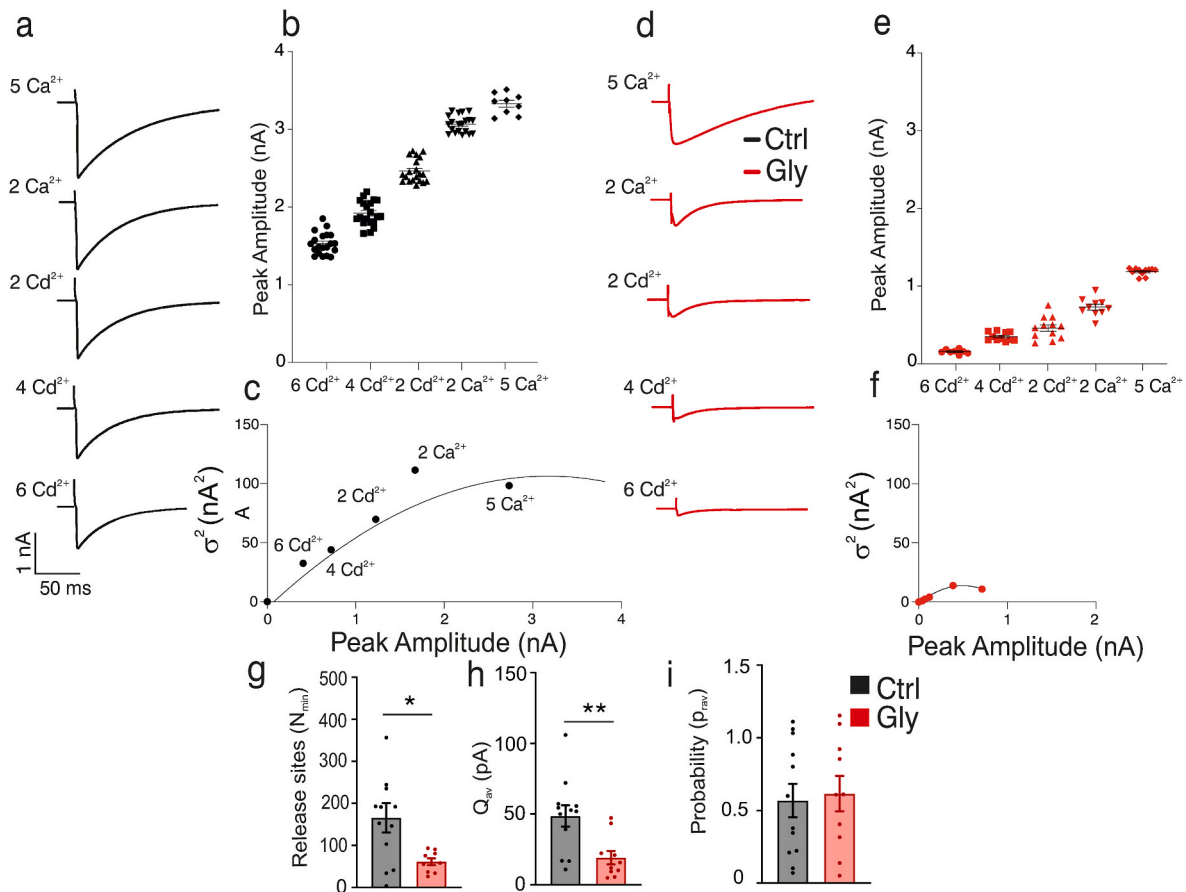 a
5 Ca²⁺
2 Ca²⁺
2 Cd²⁺
4 Cd²⁺
6 Cd²⁺
1 nA
50 ms
b
Peak Amplitude (nA)
4
3
2
1
0
6 Cd²⁺ 4 Cd²⁺ 2 Cd²⁺ 2 Ca²⁺ 5 Ca²⁺
c
A
σ² (nA²)
150
100
50
0
2 Ca²⁺
2 Cd²⁺
5 Ca²⁺
6 Cd²⁺
4 Cd²⁺
0 1 2 3 4
Peak Amplitude (nA)
d
5 Ca²⁺
Ctrl
Gly
2 Ca²⁺
2 Cd²⁺
4 Cd²⁺
6 Cd²⁺
e
Peak Amplitude (nA)
4
3
2
1
0
6 Cd²⁺ 4 Cd²⁺ 2 Cd²⁺ 2 Ca²⁺ 5 Ca²⁺
f
σ² (nA²)
150
100
50
0
0 1 2
Peak Amplitude (nA)
g
Release sites (Nmin)
500
400
300
200
100
0
*
h
Qav (pA)
150
100
50
0
**
i
Probability (prav)
1.5
1.0
0.5
0
Ctrl
Gly